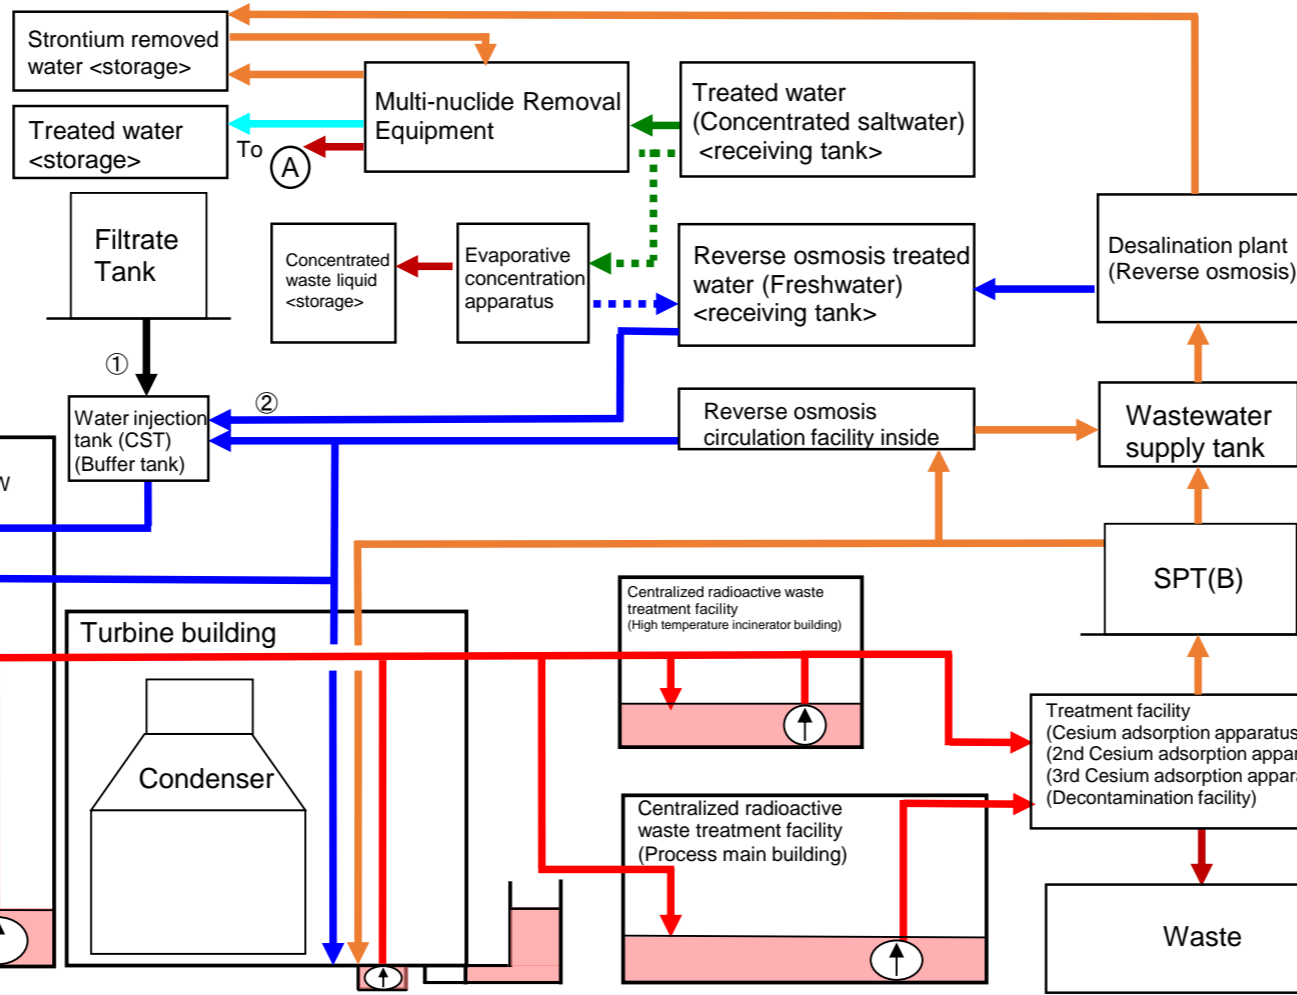 Strontium removed
water <storage>
Treated water
<storage>
To
A
Multi-nuclide Removal
Equipment
Treated water
(Concentrated saltwater)
<receiving tank>
Filtrate
Tank
Concentrated
waste liquid
<storage>
Evaporative
concentration
apparatus
Reverse osmosis treated
water (Freshwater)
<receiving tank>
Desalination plant
(Reverse osmosis)
①
②
Water injection
tank (CST)
(Buffer tank)
Reverse osmosis
circulation facility inside
Wastewater
supply tank
W
SPT(B)
Centralized radioactive waste
treatment facility
(High temperature incinerator building)
Turbine building
Condenser
Treatment facility
(Cesium adsorption apparatus
(2nd Cesium adsorption appar
(3rd Cesium adsorption appara
(Decontamination facility)
Centralized radioactive
waste treatment facility
(Process main building)
Waste